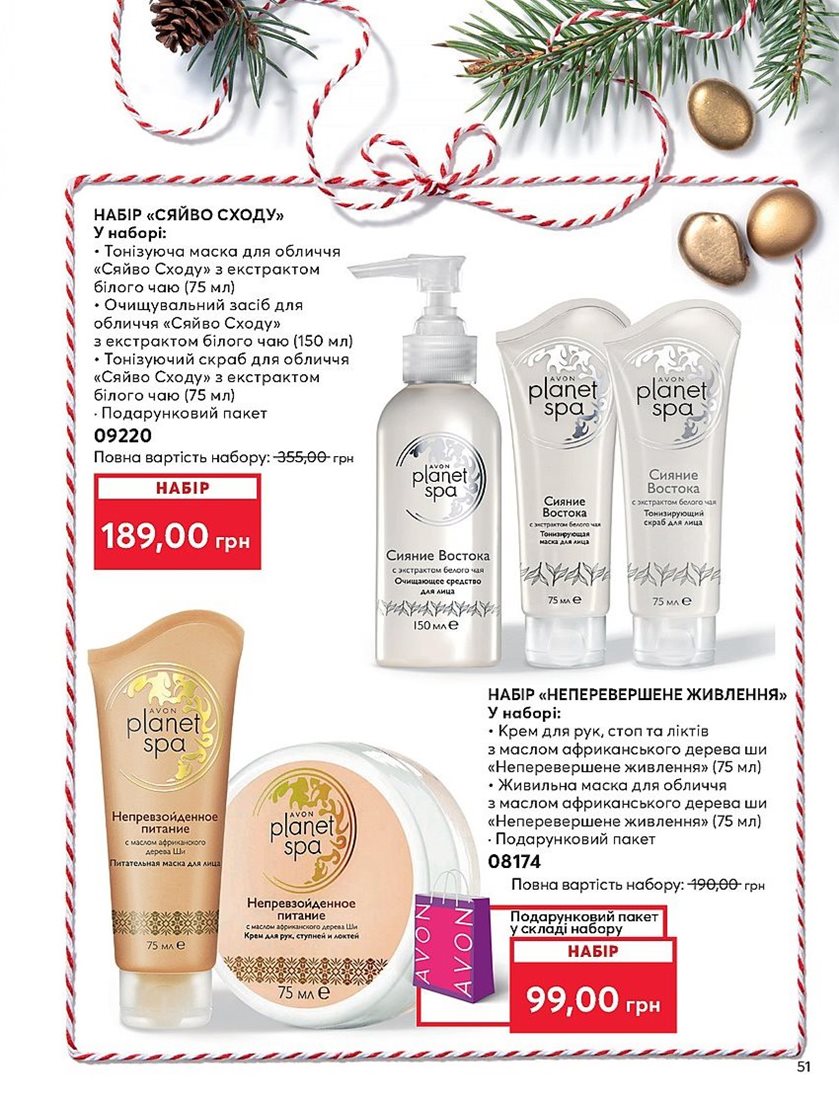 НАБІР «СЯЙВО СХОДУ»
У наборі:
• Тонізуюча маска для обличчя
«Сяйво Сходу» з екстрактом
білого чаю (75 мл)
• Очищувальний засіб для
обличчя «Сяйво Сходу»
з екстрактом білого чаю (150 мл)
• Тонізуючий скраб для обличчя
«Сяйво Сходу» з екстрактом
білого чаю (75 мл)
· Подарунковий пакет
09220
Повна вартість набору: 355,00 грн
НАБІР
189,00 грн
AVON
planet
spa
Сияние Востока
с экстрактом белого чая
Очищающее средство
для лица
150 мл e
AVON
planet
spa
Сияние
Востока
с экстрактом белого чая
Тонизирующая
маска для лица
75 мл e
AVON
planet
spa
Сияние
Востока
с экстрактом белого чая
Тонизирующий
скраб для лица
75 мл e
AVON
planet
spa
Непревзойденное
питание
с маслом африканского
дерева Ши
Питательная маска для лица
75 мл e
AVON
planet
spa
Непревзойденное
питание
с маслом африканского дерева Ши
Крем для рук, ступней и локтей
75 мл e
НАБІР «НЕПЕРЕВЕРШЕНЕ ЖИВЛЕННЯ»
У наборі:
• Крем для рук, стоп та ліктів
з маслом африканського дерева ши
«Неперевершене живлення» (75 мл)
• Живильна маска для обличчя
з маслом африканського дерева ши
«Неперевершене живлення» (75 мл)
· Подарунковий пакет
08174
Повна вартість набору: 190,00 грн
AVON
AVON
Подарунковий пакет
у складі набору
НАБІР
99,00 грн
51